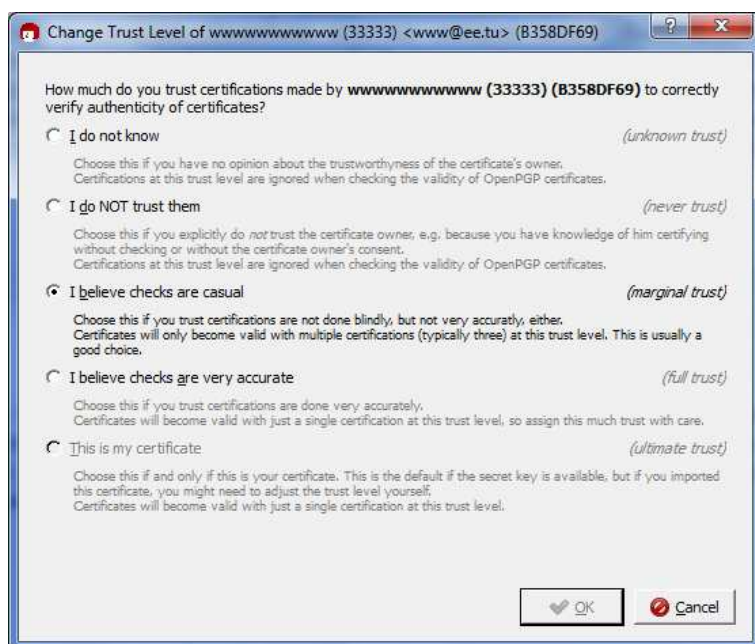 Change Trust Level of wwwwwwwwwwww (33333) <www@ee.tu> (B358DF69)
How much do you trust certifications made by wwwwwwwwwwww (33333) (B358DF69) to correctly
verify authenticity of certificates?
I do not know (unknown trust)
Choose this if you have no opinion about the trustworthyness of the certificate's owner.
Certifications at this trust level are ignored when checking the validity of OpenPGP certificates.
I do NOT trust them (never trust)
Choose this if you explicitly do not trust the certificate owner, e.g. because you have knowledge of him certifying
without checking or without the certificate owner's consent.
Certifications at this trust level are ignored when checking the validity of OpenPGP certificates.
I believe checks are casual (marginal trust)
Choose this if you trust certifications are not done blindly, but not very accuratly, either.
Certificates will only become valid with multiple certifications (typically three) at this trust level. This is usually a
good choice.
I believe checks are very accurate (full trust)
Choose this if you trust certifications are done very accurately.
Certificates will become valid with just a single certification at this trust level, so assign this much trust with care.
This is my certificate (ultimate trust)
Choose this if and only if this is your certificate. This is the default if the secret key is available, but if you imported
this certificate, you might need to adjust the trust level yourself.
Certificates will become valid with just a single certification at this trust level.
OK Cancel